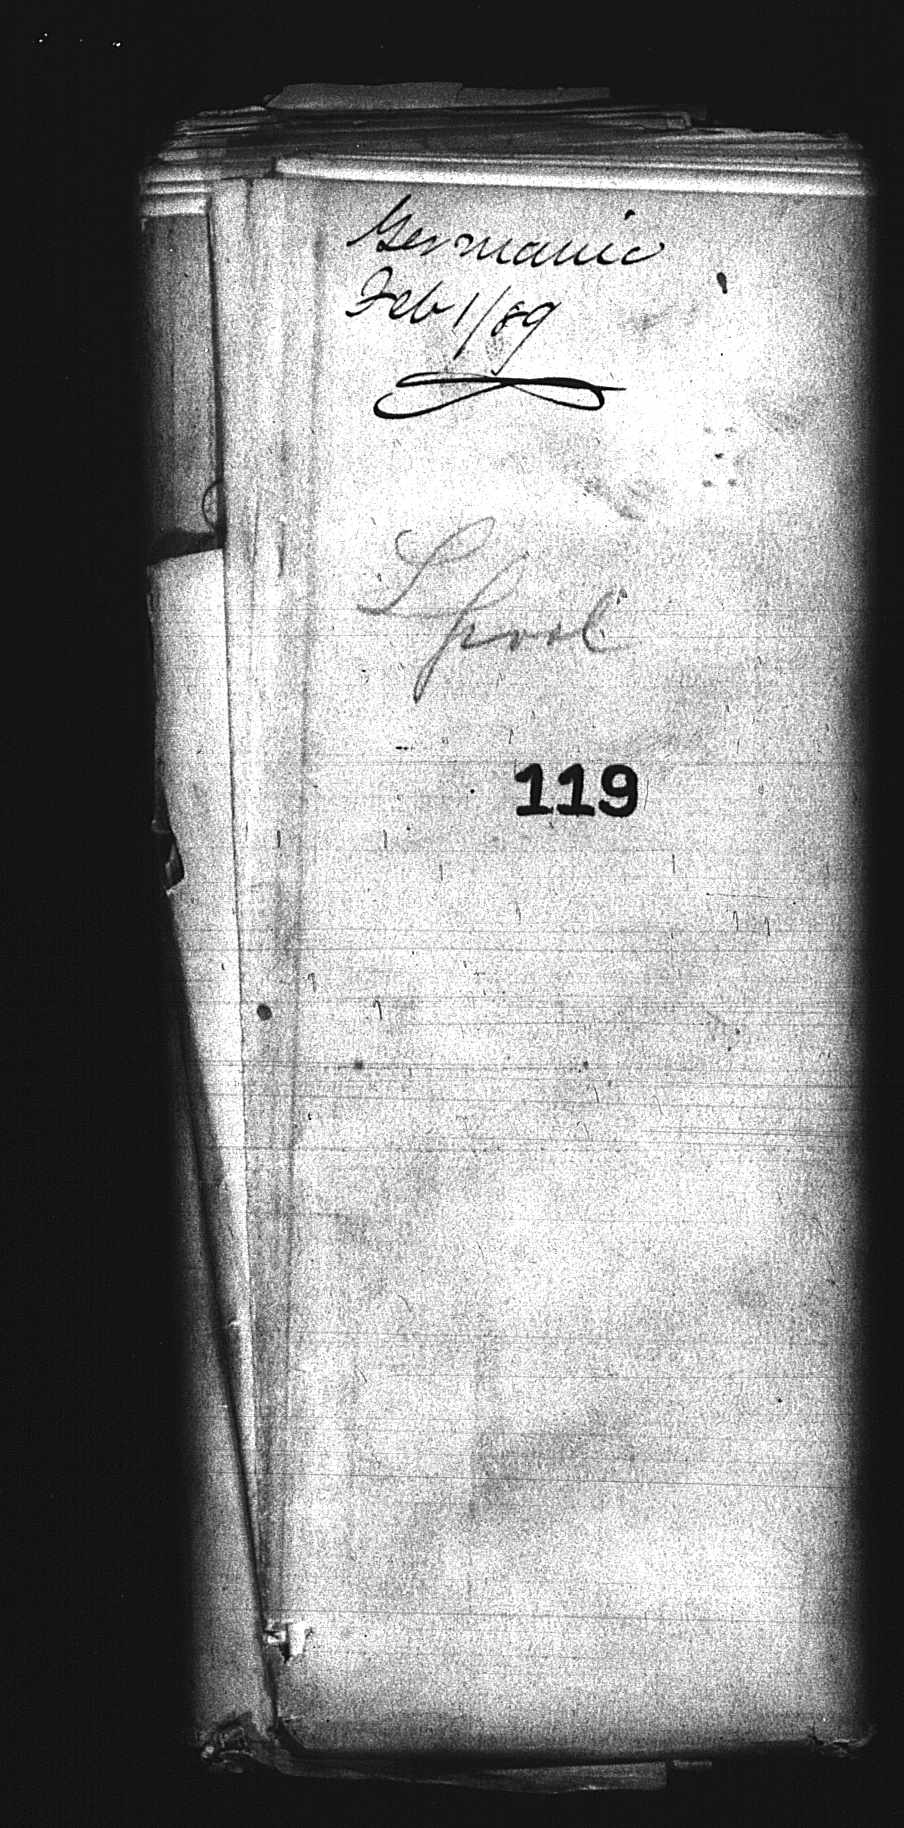 Germanic
Feb 1/89
L pool
119